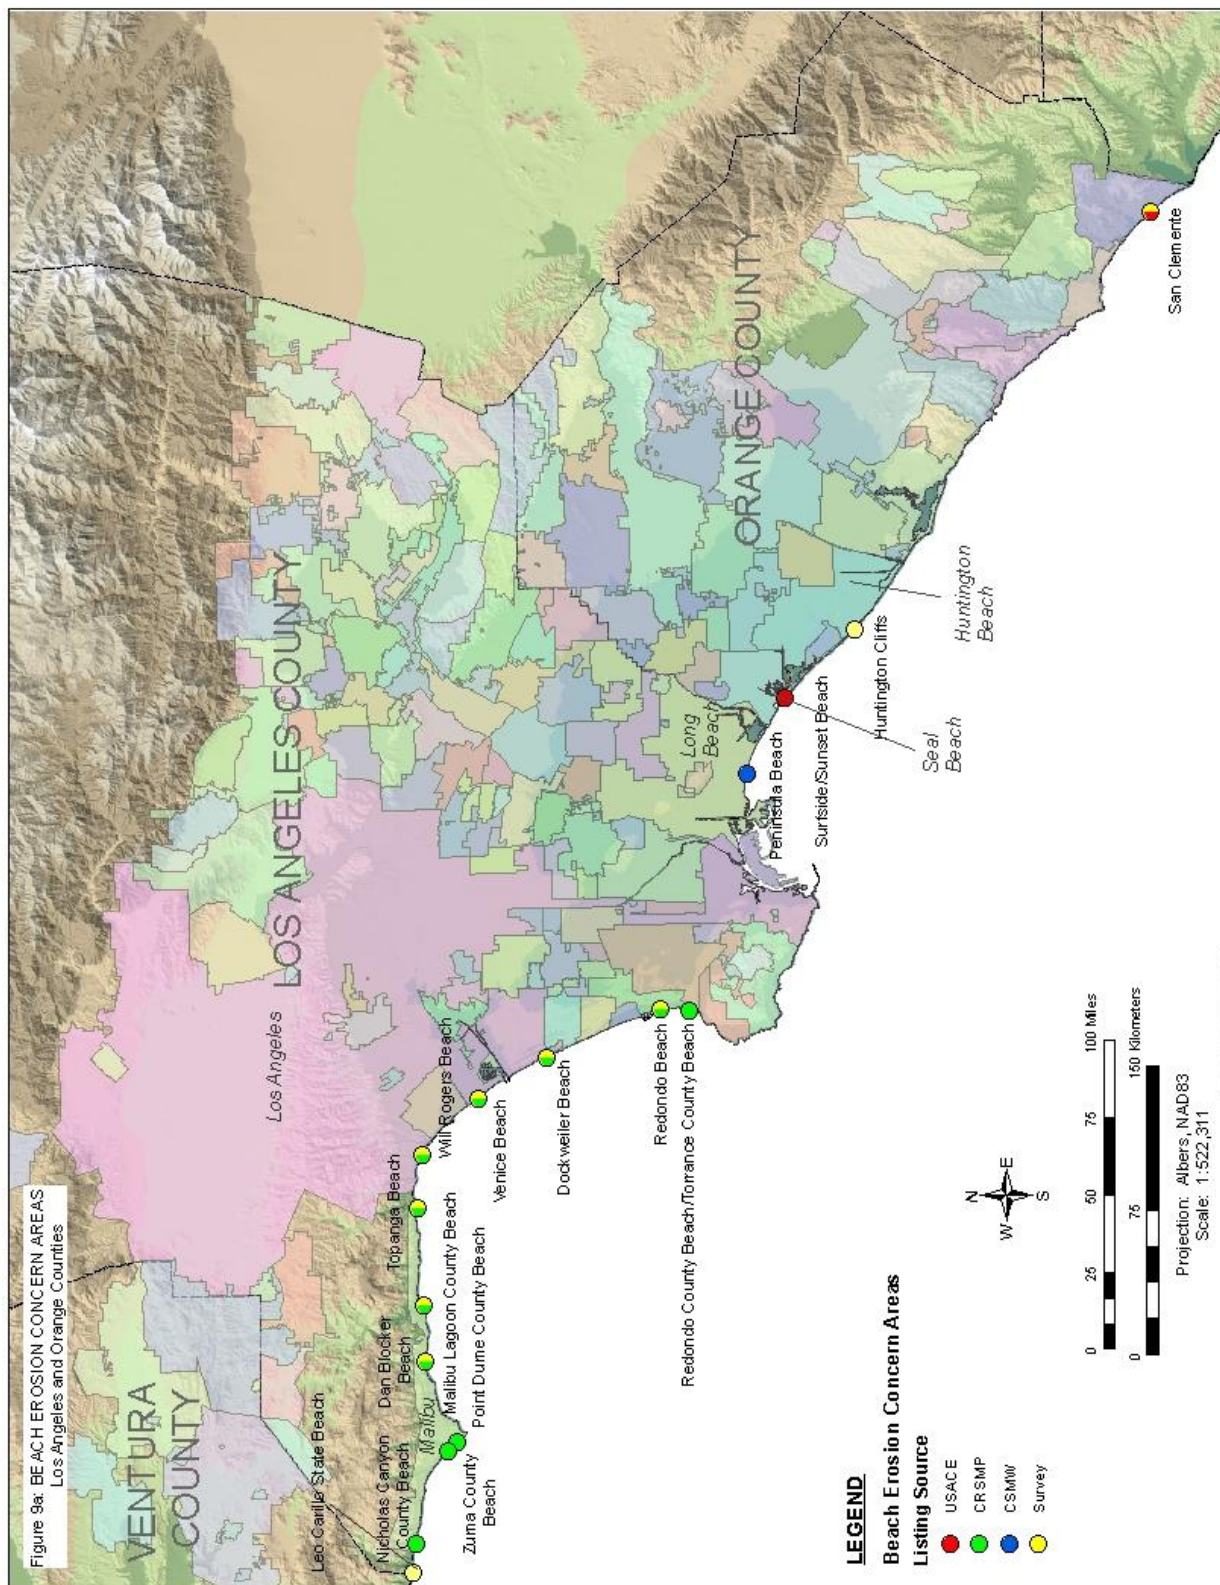 Figure 9a: BEACH EROSION CONCERN AREAS
Los Angeles and Orange Counties
VENTURA
COUNTY
LOS ANGELES COUNTY
Los Angeles
ORANGE COUNTY
Leo Carillo State Beach
Nicholas Canyon
County Beach
Zuma County
Beach
Malibu
Dan Blocker
Beach
Malibu Lagoon County Beach
Point Dume County Beach
Topanga Beach
Will Rogers Beach
Venice Beach
Dockweiler Beach
Redondo Beach
Redondo County Beach/Torrance County Beach
Long
Beach
Peninsula Beach
Surfside/Sunset Beach
Seal
Beach
Huntington Cliffs
Huntington
Beach
San Clemente
LEGEND
Beach Erosion Concern Areas
Listing Source
USACE
CRSMP
CSMW
Survey
N
W
E
S
0 25 50 75 100 Miles
0 75 150 Kilometers
Projection: Albers, NAD83
Scale: 1:522,311